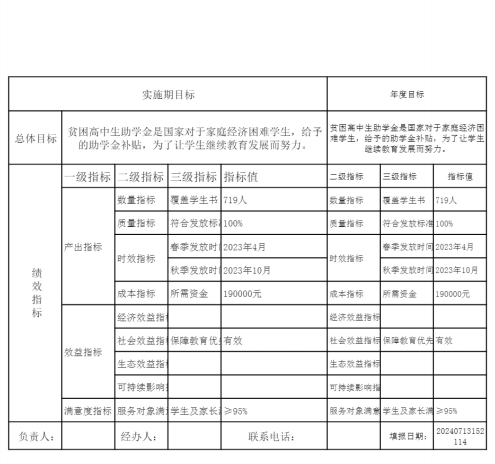 实施期目标 年度目标
总体目标 贫困高中生助学金是国家对于家庭经济困难学生，给予的助学金补贴，为了让学生继续教育发展而努力。 贫困高中生助学金是国家对于家庭经济困难学生，给予的助学金补贴，为了让学生继续教育发展而努力。
绩效指标 一级指标 二级指标 三级指标 指标值 二级指标 三级指标 指标值
产出指标 数量指标 覆盖学生书 719人 数量指标 覆盖学生书 719人
质量指标 符合发放标准 100% 质量指标 符合发放标准 100%
时效指标 春季发放时间 2023年4月 时效指标 春季发放时间 2023年4月
秋季发放时间 2023年10月 秋季发放时间 2023年10月
成本指标 所需资金 190000元 成本指标 所需资金 190000元
效益指标 经济效益指标 经济效益指标
社会效益指标 保障教育优先 有效 社会效益指标 保障教育优先 有效
生态效益指标 生态效益指标
可持续影响指 可持续影响指
满意度指标 服务对象满意 学生及家长满 ≥95% 服务对象满意 学生及家长满 ≥95%
负责人： 经办人： 联系电话： 填报日期： 20240713152114